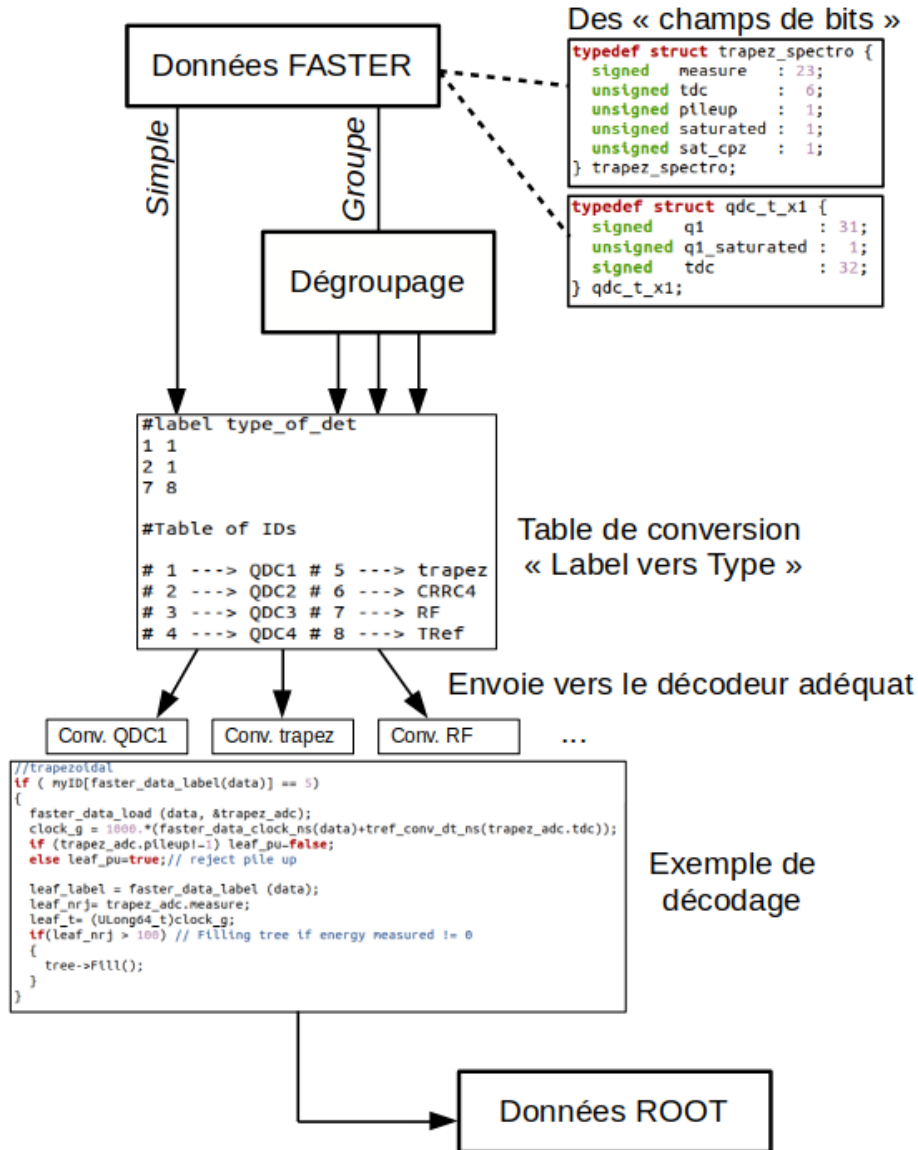 Des « champs de bits »
Données FASTER
typedef struct trapez_spectro {
signed measure : 23;
unsigned tdc : 6;
unsigned pileup : 1;
unsigned saturated : 1;
unsigned sat_cpz : 1;
} trapez_spectro;
Simple
Groupe
typedef struct qdc_t_x1 {
signed q1 : 31;
unsigned q1_saturated : 1;
signed tdc : 32;
} qdc_t_x1;
Dégroupage
#label type_of_det
1 1
2 1
7 8
#Table of IDs
# 1 ---> QDC1 # 5 ---> trapez
# 2 ---> QDC2 # 6 ---> CRRC4
# 3 ---> QDC3 # 7 ---> RF
# 4 ---> QDC4 # 8 ---> TRef
Table de conversion
« Label vers Type »
Envoie vers le décodeur adéquat
Conv. QDC1
Conv. trapez
Conv. RF
...
//trapezoidal
if ( myID[faster_data_label(data)] == 5)
{
faster_data_load (data, &trapez_adc);
clock_g = 1000.*(faster_data_clock_ns(data)+tref_conv_dt_ns(trapez_adc.tdc));
if (trapez_adc.pileup!=1) leaf_pu=false;
else leaf_pu=true;// reject pile up
leaf_label = faster_data_label (data);
leaf_nrj= trapez_adc.measure;
leaf_t= (ULong64_t)clock_g;
if(leaf_nrj > 100) // Filling tree if energy measured != 0
{
tree->Fill();
}
}
Exemple de
décodage
Données ROOT